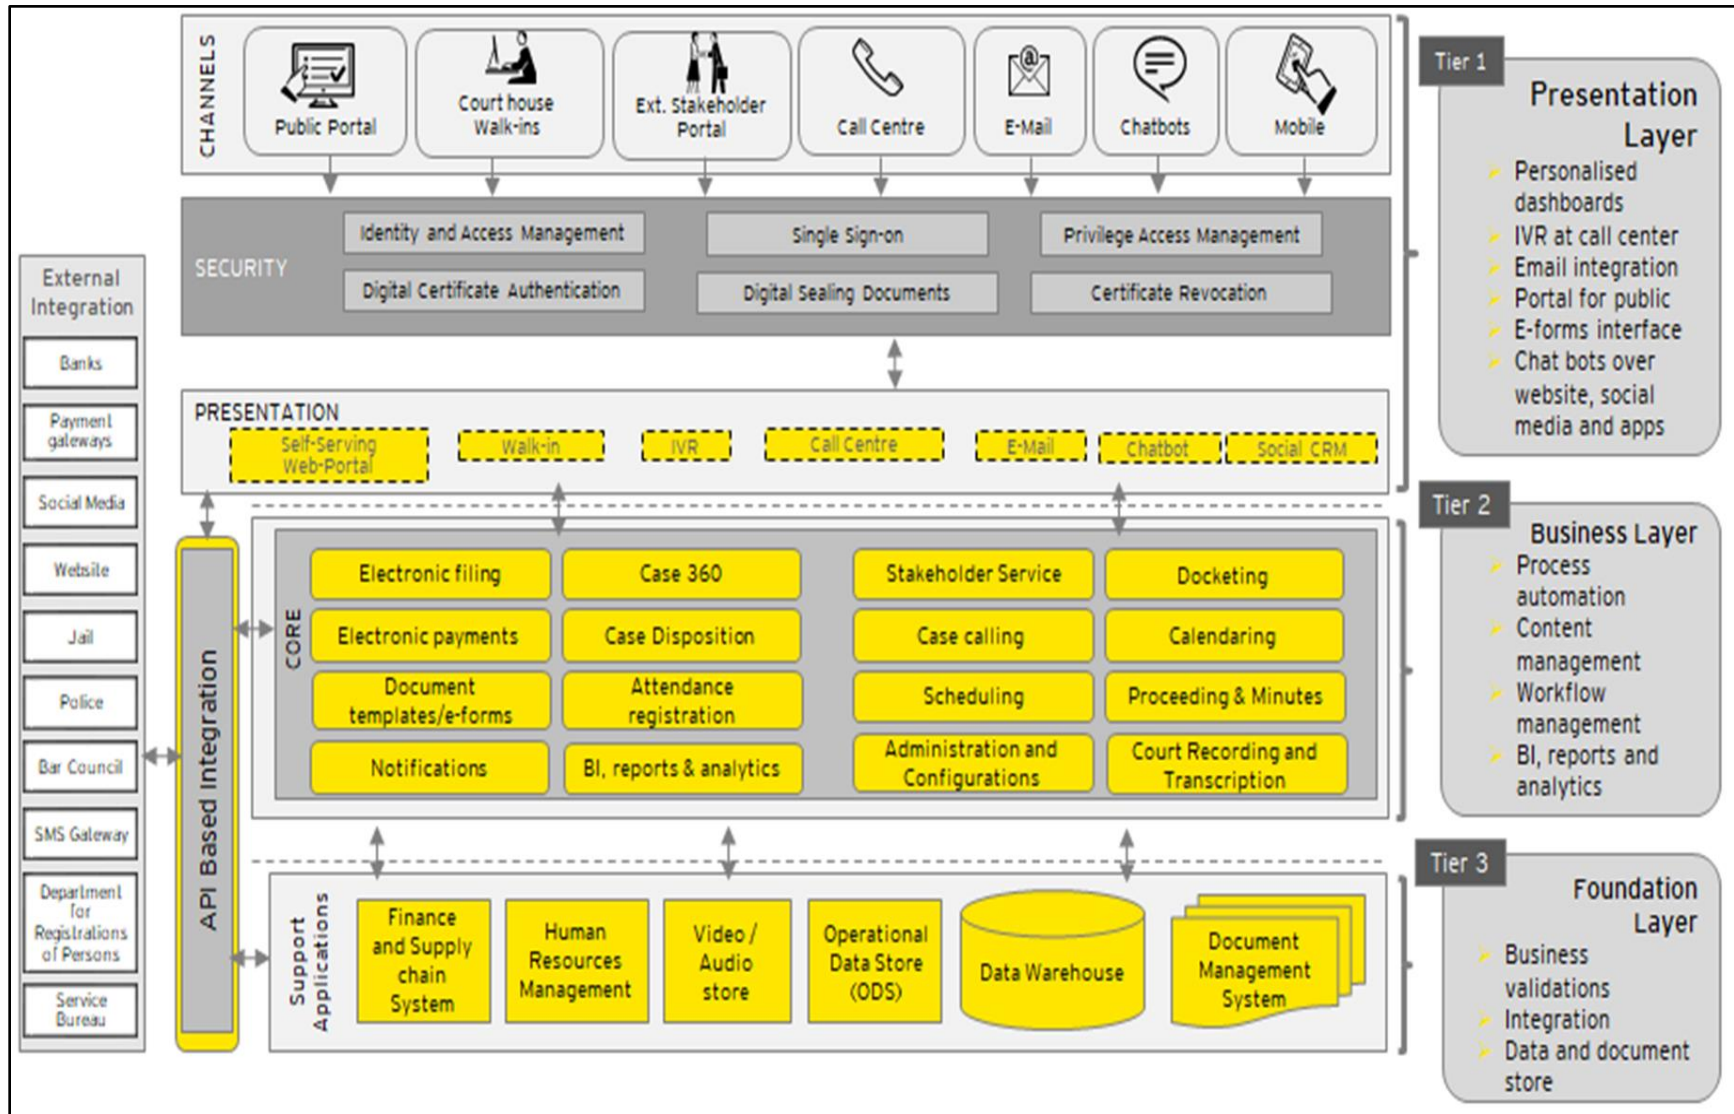 CHANNELS
Public Portal
Court house
Walk-ins
Ext. Stakeholder
Portal
Call Centre
E-Mail
Chatbots
Mobile
SECURITY
Identity and Access Management
Single Sign-on
Privilege Access Management
Digital Certificate Authentication
Digital Sealing Documents
Certificate Revocation
PRESENTATION
Self-Serving
Web-Portal
Walk-in
IVR
Call Centre
E-Mail
Chatbot
Social CRM
External
Integration
Banks
Payment
gateways
Social Media
Website
Jail
Police
Bar Council
SMS Gateway
Department
for
Registrations
of Persons
Service
Bureau
API Based Integration
CORE
Electronic filing
Case 360
Stakeholder Service
Docketing
Electronic payments
Case Disposition
Case calling
Calendaring
Document
templates/e-forms
Attendance
registration
Scheduling
Proceeding & Minutes
Notifications
BI, reports & analytics
Administration and
Configurations
Court Recording and
Transcription
Support
Applications
Finance
and Supply
chain
System
Human
Resources
Management
Video /
Audio
store
Operational
Data Store
(ODS)
Data Warehouse
Document
Management
System
Tier 1
Presentation
Layer
Personalised
dashboards
IVR at call center
Email integration
Portal for public
E-forms interface
Chat bots over
website, social
media and apps
Tier 2
Business Layer
Process
automation
Content
management
Workflow
management
BI, reports and
analytics
Tier 3
Foundation
Layer
Business
validations
Integration
Data and document
store